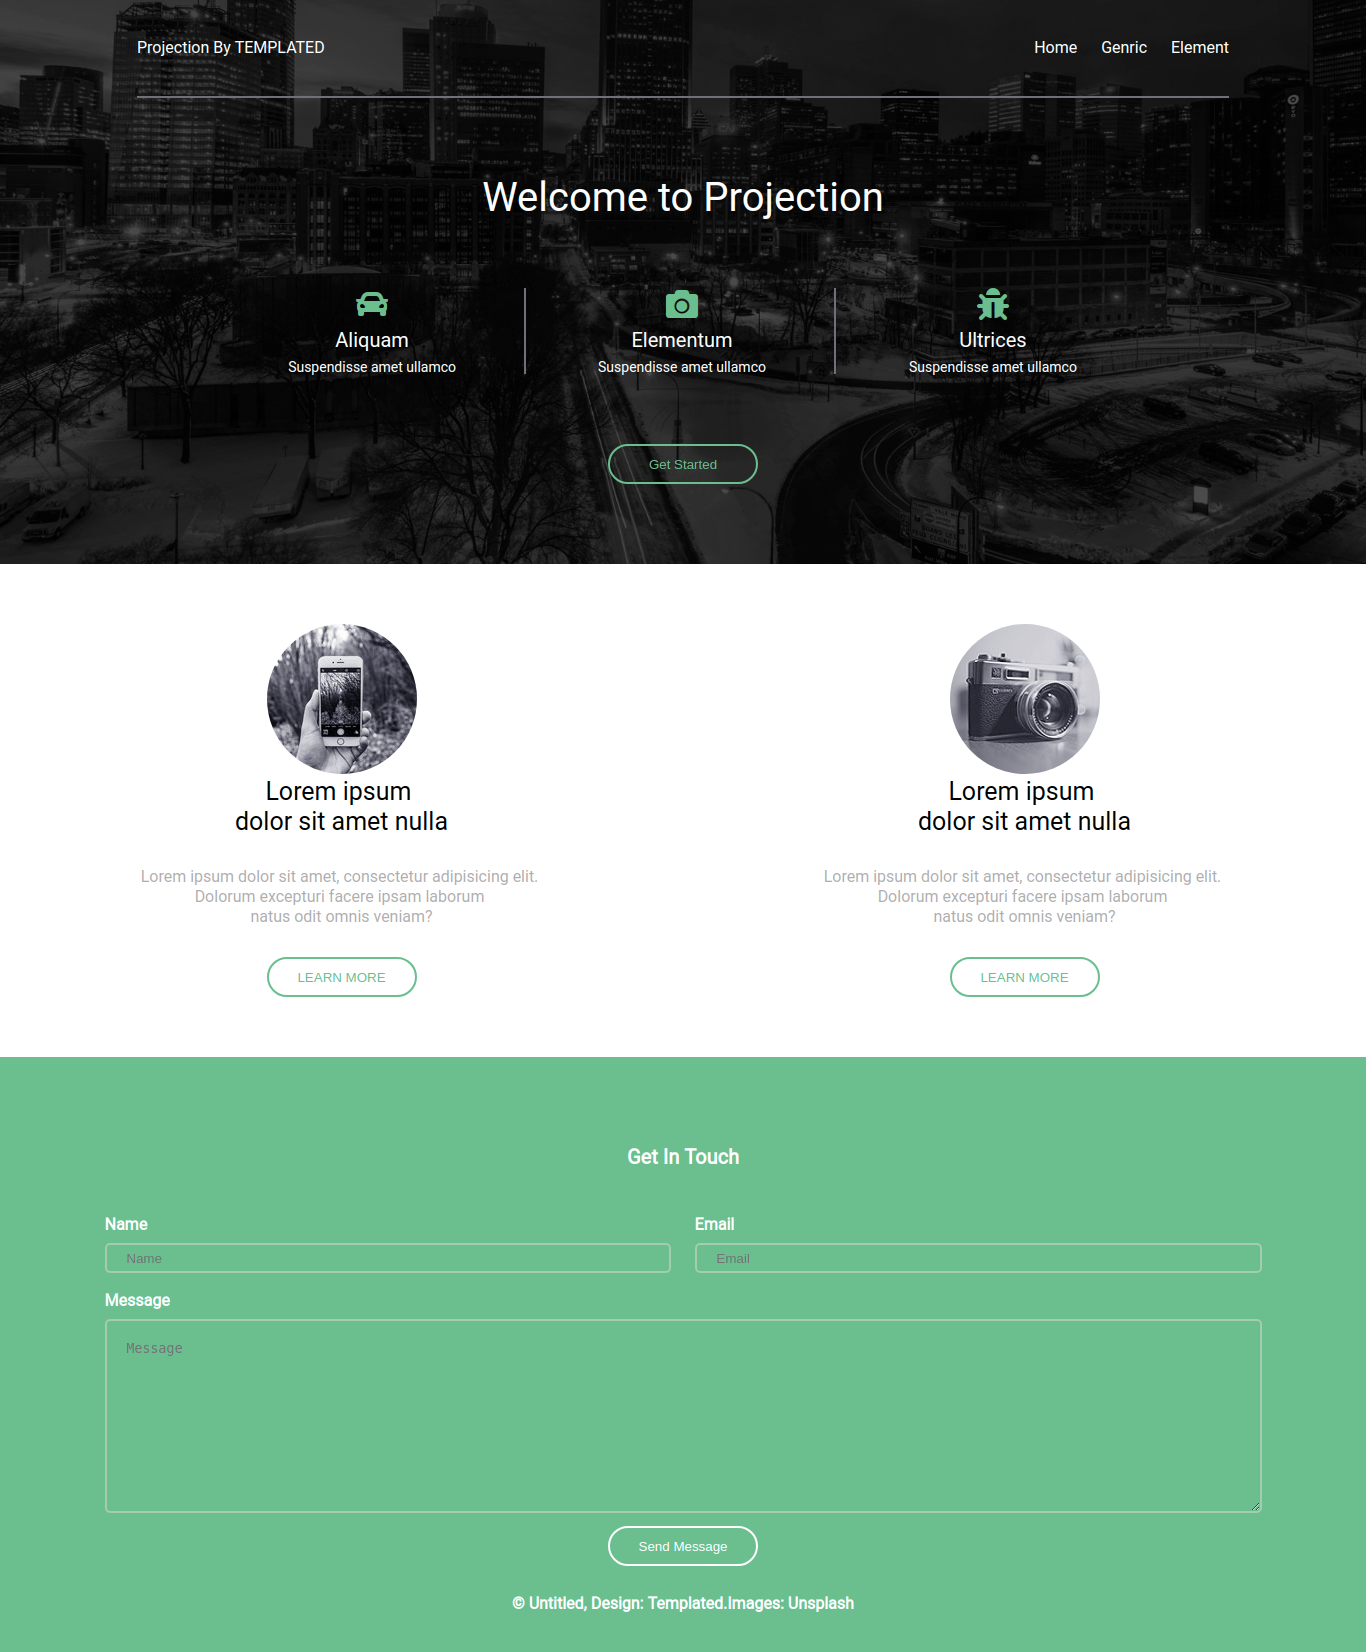 Projection By TEMPLATED
Home Genric Element
Welcome to Projection
Aliquam
Suspendisse amet ullamco
Elementum
Suspendisse amet ullamco
Ultrices
Suspendisse amet ullamco
Get Started
Lorem ipsum
dolor sit amet nulla
Lorem ipsum dolor sit amet, consectetur adipisicing elit.
Dolorum excepturi facere ipsam laborum
natus odit omnis veniam?
LEARN MORE
Lorem ipsum
dolor sit amet nulla
Lorem ipsum dolor sit amet, consectetur adipisicing elit.
Dolorum excepturi facere ipsam laborum
natus odit omnis veniam?
LEARN MORE
Get In Touch
Name
Name
Email
Email
Message
Message
Send Message
© Untitled, Design: Templated.Images: Unsplash